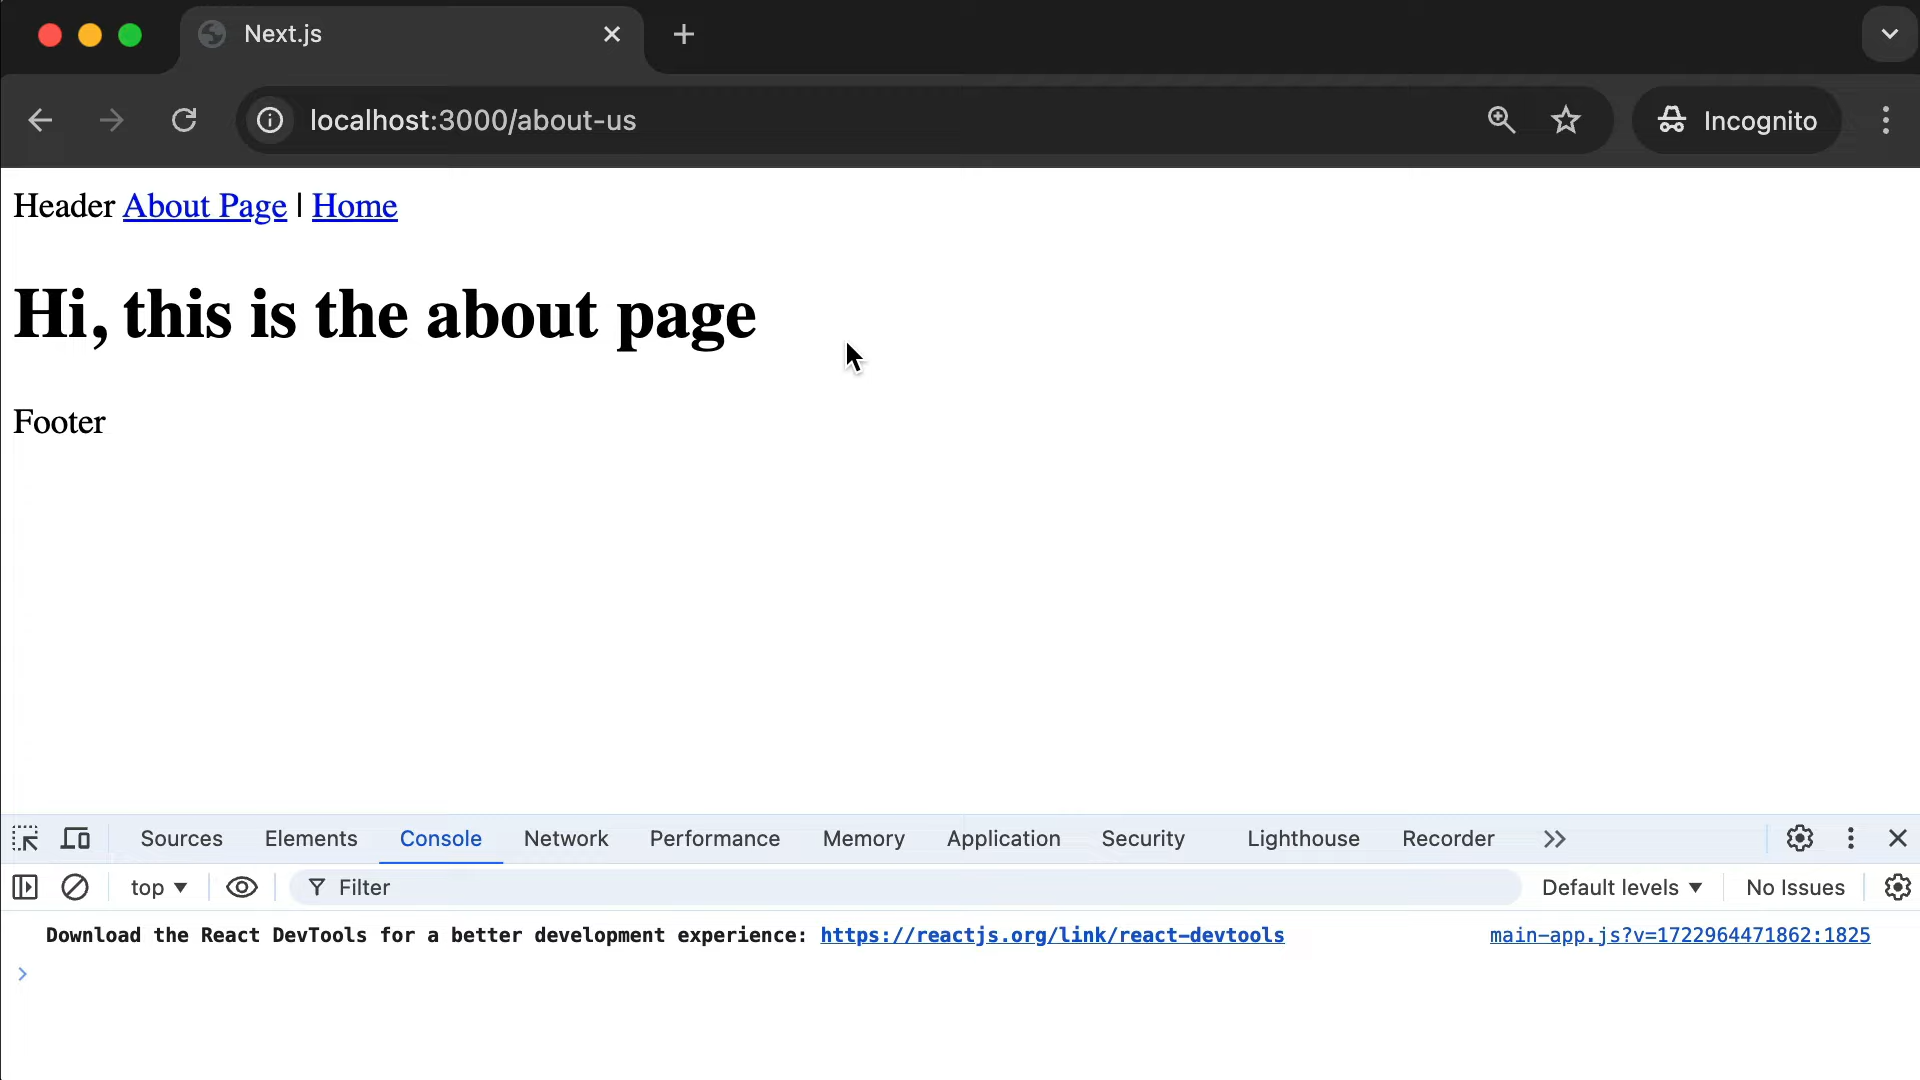 Next.js
localhost:3000/about-us
Incognito
Header About Page | Home
Hi, this is the about page
Footer
Sources Elements Console Network Performance Memory Application Security Lighthouse Recorder
top Filter Default levels No Issues
Download the React DevTools for a better development experience: https://reactjs.org/link/react-devtools main-app.js?v=1722964471862:1825